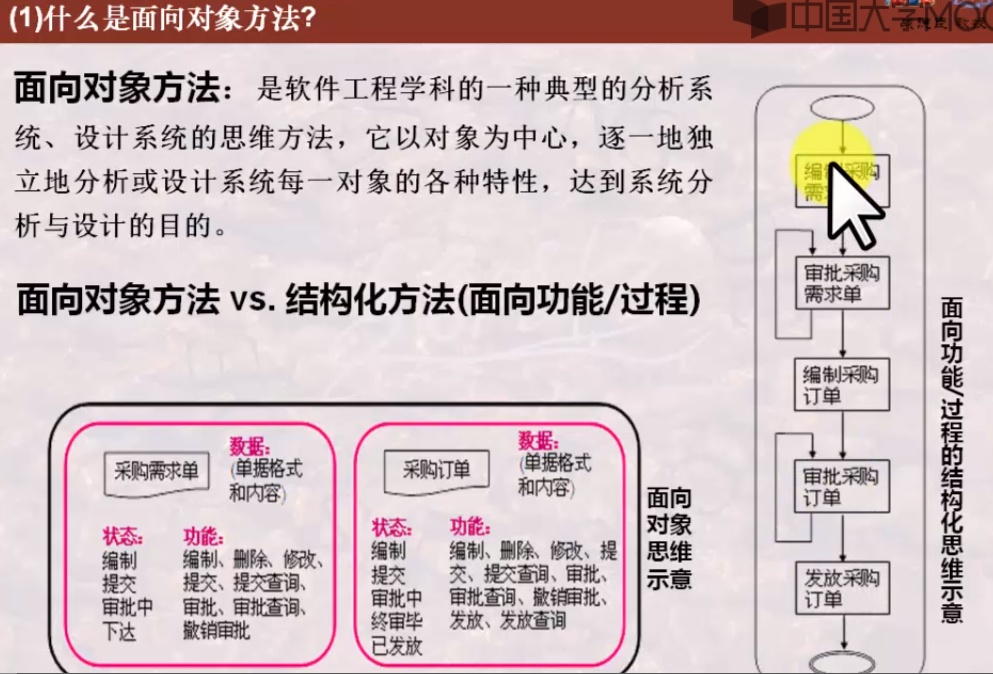 (1)什么是面向对象方法?
中国大学MOO
面向对象方法：是软件工程学科的一种典型的分析系
统、设计系统的思维方法，它以对象为中心，逐一地独
立地分析或设计系统每一对象的各种特性，达到系统分
析与设计的目的。
面向对象方法 vs. 结构化方法(面向功能/过程)
采购需求单
数据:
(单据格式
和内容)
状态:
编制
提交
审批中
下达
功能:
编制、删除、修改、
提交、提交查询、
审批、审批查询、
撤销审批
采购订单
数据:
(单据格式
和内容)
状态:
编制
提交
审批中
终审毕
已发放
功能:
编制、删除、修改、提
交、提交查询、审批、
审批查询、撤销审批、
发放、发放查询
面向
对象
思维
示意
编制采购
审批采购
需求单
编制采购
订单
审批采购
订单
发放采购
订单
面向功能/过程的结构化思维示意